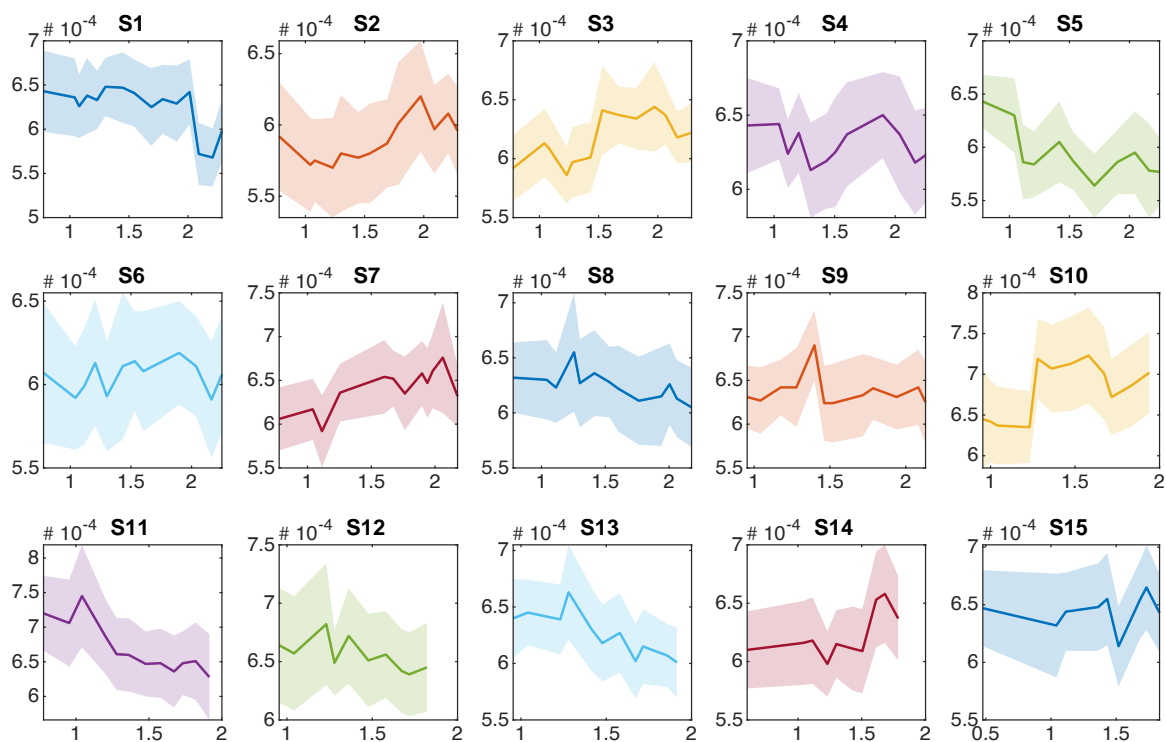 # 10^-4 S1 # 10^-4 S2 # 10^-4 S3 # 10^-4 S4 # 10^-4 S5
7 6.5 7 7 6.5
6.5 6 6.5 6.5 6
6 5.5 6 6 5.5
5.5 5.5
5
1 1.5 2 1 1.5 2 1 1.5 2 1 1.5 2 1 1.5 2
# 10^-4 S6 # 10^-4 S7 # 10^-4 S8 # 10^-4 S9 # 10^-4 S10
6.5 7.5 7 7.5 8
6 7 6.5 7 7.5
5.5 6.5 6 6.5 7
6 5.5 6 6.5
5.5 5.5 6
1 1.5 2 1 1.5 2 1 1.5 2 1 1.5 2 1 1.5 2
# 10^-4 S11 # 10^-4 S12 # 10^-4 S13 # 10^-4 S14 # 10^-4 S15
8 7.5 7 7 7
7 7 6.5 6.5 6.5
6 6.5 6 6 6
6 5.5 5.5 5.5
1 1.5 2 1 1.5 2 1 1.5 2 1 1.5 2 0.5 1 1.5